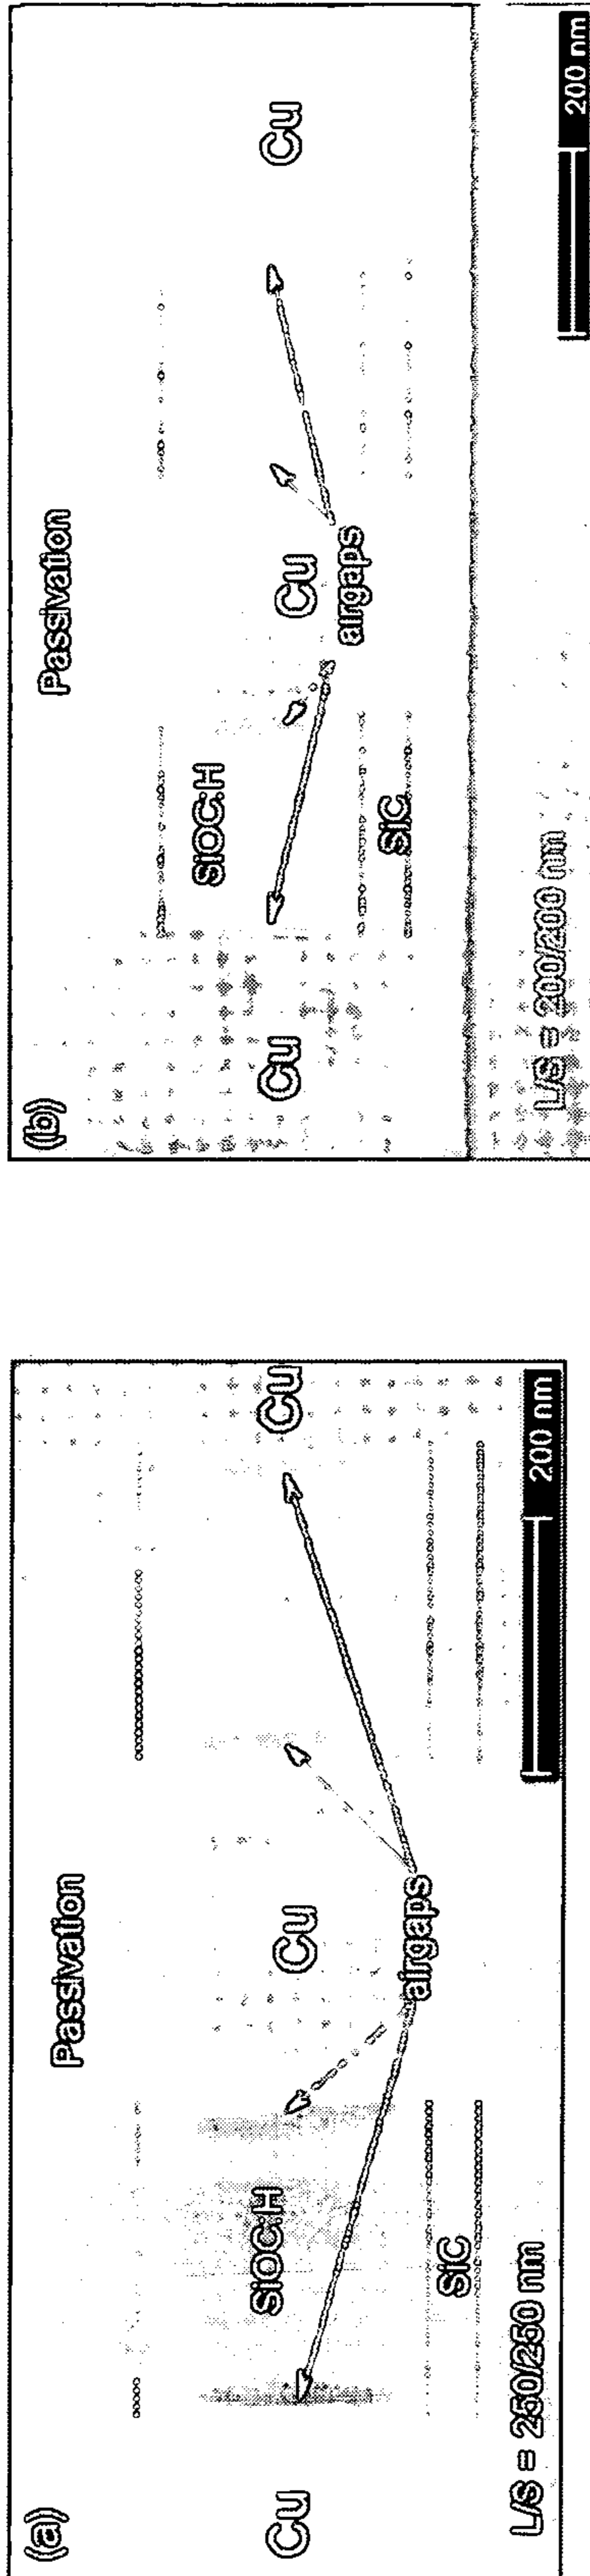 (a)
Passivation
SiOC:H
Cu
Cu
Cu
airgaps
SiC
L/S = 250/250 nm
200 nm
(b)
Passivation
SiOC:H
Cu
Cu
Cu
airgaps
SiC
L/S = 200/200 nm
200 nm